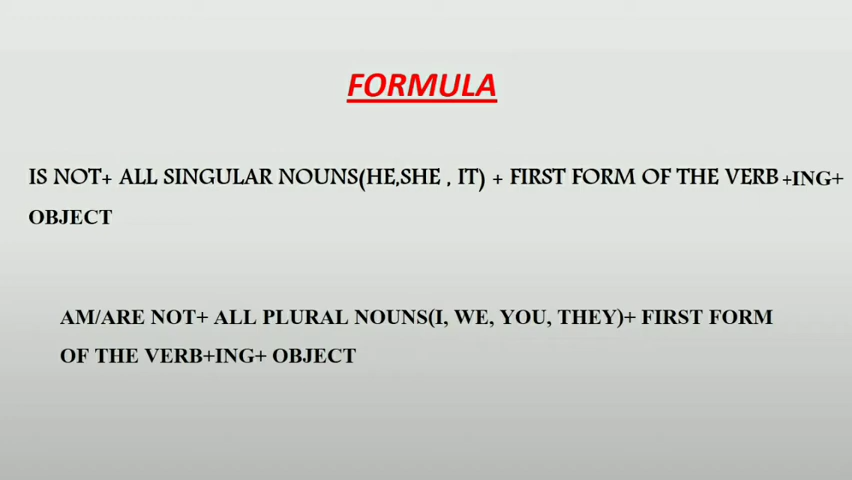 FORMULA
IS NOT+ ALL SINGULAR NOUNS(HE,SHE , IT) + FIRST FORM OF THE VERB +ING+
OBJECT
AM/ARE NOT+ ALL PLURAL NOUNS(I, WE, YOU, THEY)+ FIRST FORM
OF THE VERB+ING+ OBJECT